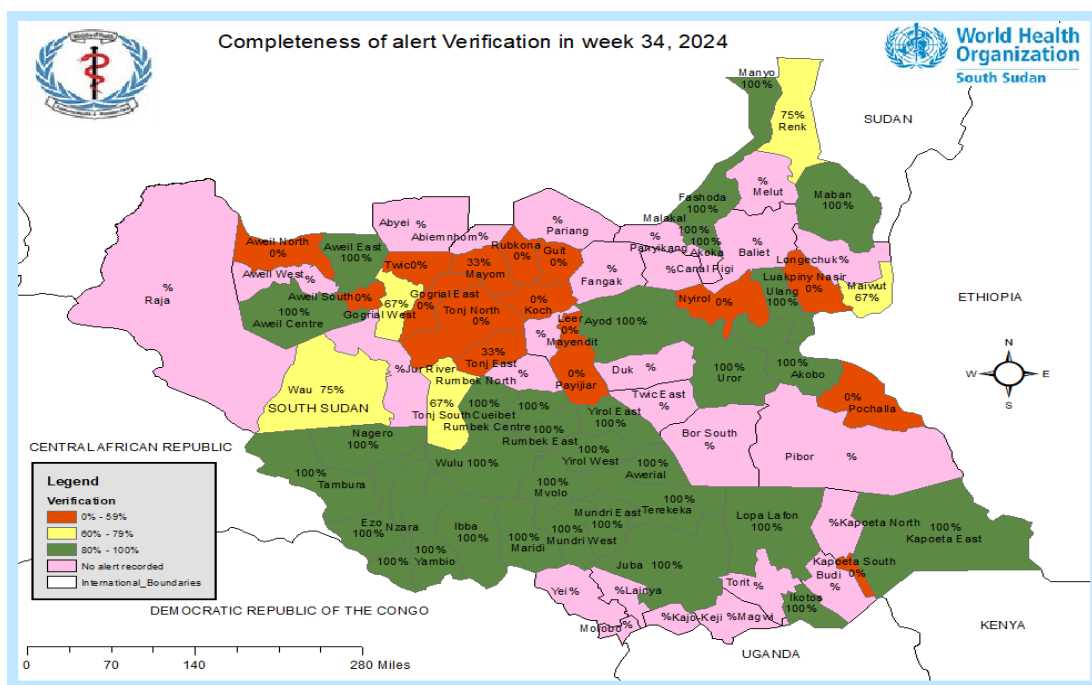 Completeness of alert Verification in week 34, 2024
World Health
Organization
South Sudan
Manyo
100%
75%
Renk
SUDAN
%
Melut
Maban
100%
Fashoda
100%
Malakal
100%
100%
Akoka
Abyei %
Abiemnhom %
%
Pariang
%
Panyikang
%
Baliet
% Canal Pigi
Longechuk %
Aweil North
0%
Aweil East
100%
Rubkona
0%
Guit
0%
Twic 0%
33%
Mayom
%
Fangak
Luakpiny Nasir
0%
Ulang
100%
Maiwut
67%
Aweil West
%
Raja
Aweil South 0%
67%
Gogrial West
Gogrial East
0%
Tonj North
0%
0%
Koch
Nyirol 0%
ETHIOPIA
100%
Aweil Centre
Leer
0%
Mayendit
%
Ayod 100%
33%
Tonj East
0%
Payijiar
Duk %
100%
Uror
100%
Akobo
N
W E
S
% Jur River
Rumbek North
%
Wau 75%
SOUTH SUDAN
67%
Tonj South
Cueibet
100%
100%
Rumbek Centre
Yirol East
100%
Twic East
%
0%
Pochalla
Nagero
100%
100%
Rumbek East
100%
Yirol West
Bor South
%
Pibor %
CENTRAL AFRICAN REPUBLIC
100%
Tambura
Wulu 100%
100%
Mvolo
100%
Awerial
Legend
Verification
0% - 59%
60% - 79%
80% - 100%
No alert recorded
International_Boundaries
Ezo
100%
Nzara
100%
100%
Yambio
Ibba
100%
100%
Maridi
Mundri East
100%
100%
Mundri West
100%
Terekeka
Lopa Lafon
100%
% Kapoeta North
100%
Kapoeta East
Juba 100%
Kapoeta South
0%
Budi
%
Torit %
Yei %
% Lainya
Ikotos
100%
Morobo %
% Kajo-Keji
% Magwi
DEMOCRATIC REPUBLIC OF THE CONGO
KENYA
UGANDA
0 70 140 280 Miles